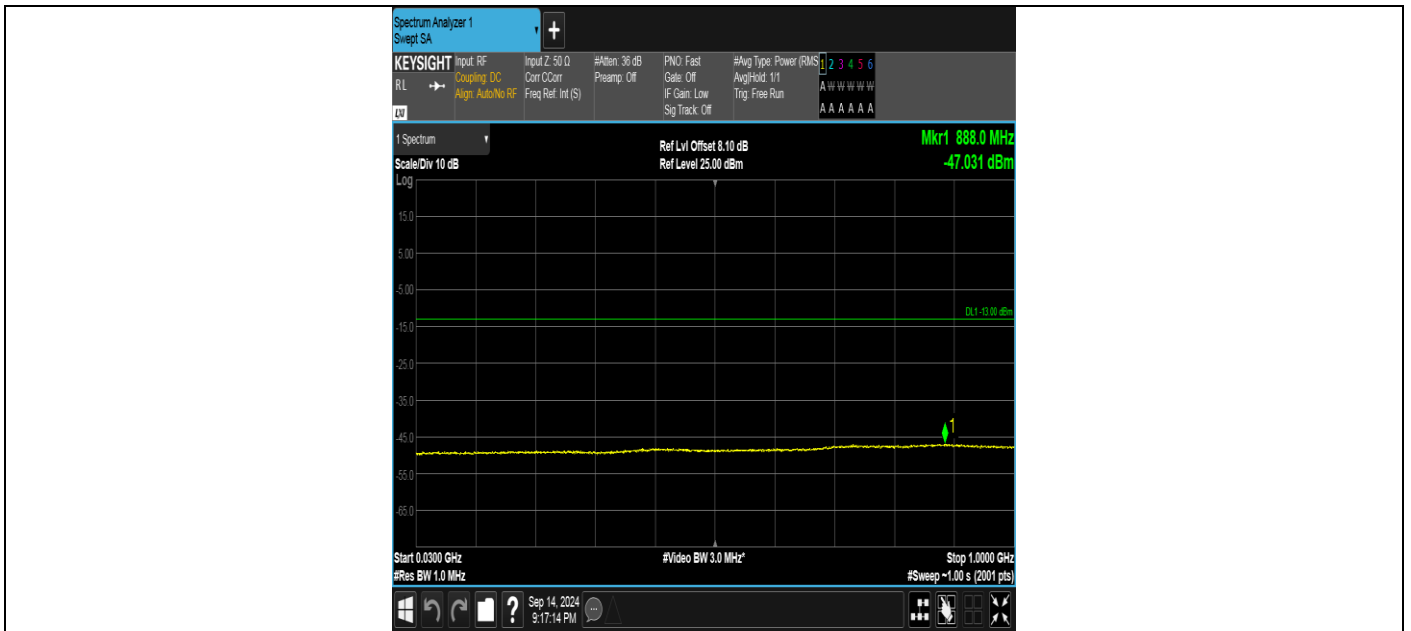 Spectrum Analyzer 1
Swept SA
+
KEYSIGHT
RL
LXI
Input: RF
Coupling: DC
Align: Auto/No RF
Input Z: 50 Ω
Corr CCorr
Freq Ref: Int (S)
#Atten: 36 dB
Preamp: Off
PNO: Fast
Gate: Off
IF Gain: Low
Sig Track: Off
#Avg Type: Power (RMS
Avg|Hold: 1/1
Trig: Free Run
1 2 3 4 5 6
A W W W W W
A A A A A A
1 Spectrum
Scale/Div 10 dB
Ref Lvl Offset 8.10 dB
Ref Level 25.00 dBm
Mkr1 888.0 MHz
-47.031 dBm
Log
15.0
5.00
-5.00
DL1 -13.00 dBm
-15.0
-25.0
-35.0
1
-45.0
-55.0
-65.0
Start 0.0300 GHz
#Res BW 1.0 MHz
#Video BW 3.0 MHz*
Stop 1.0000 GHz
#Sweep ~1.00 s (2001 pts)
?
Sep 14, 2024
9:17:14 PM